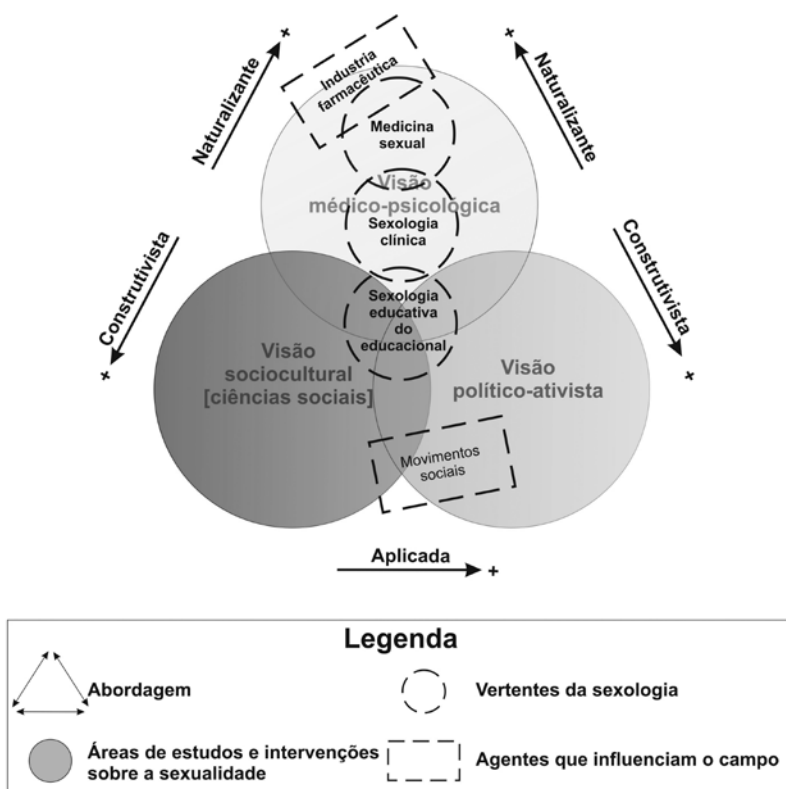 +
+
Naturalizante
Industria
farmacêutica
Naturalizante
Medicina
sexual
Visão
médico-psicológica
Sexologia
clínica
Construtivista
Construtivista
Sexologia
educativa
do
educacional
+
+
Visão
sociocultural
[ciências sociais]
Visão
político-ativista
Movimentos
sociais
Aplicada
+
Legenda
Abordagem
Vertentes da sexologia
Áreas de estudos e intervenções
sobre a sexualidade
Agentes que influenciam o campo